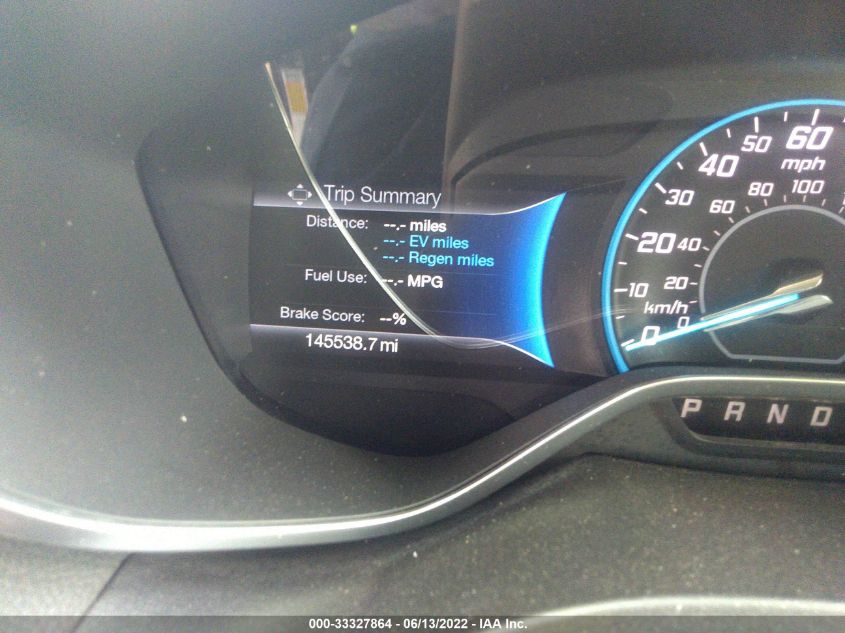 Trip Summary
Distance: --.- miles
--.- EV miles
--.- Regen miles
Fuel Use: --.- MPG
Brake Score: --%
145538.7 mi
0 10 20 30 40 50 60
mph
0 20 40 60 80 100
km/h
P R N D
000-33327864 - 06/13/2022 - IAA Inc.